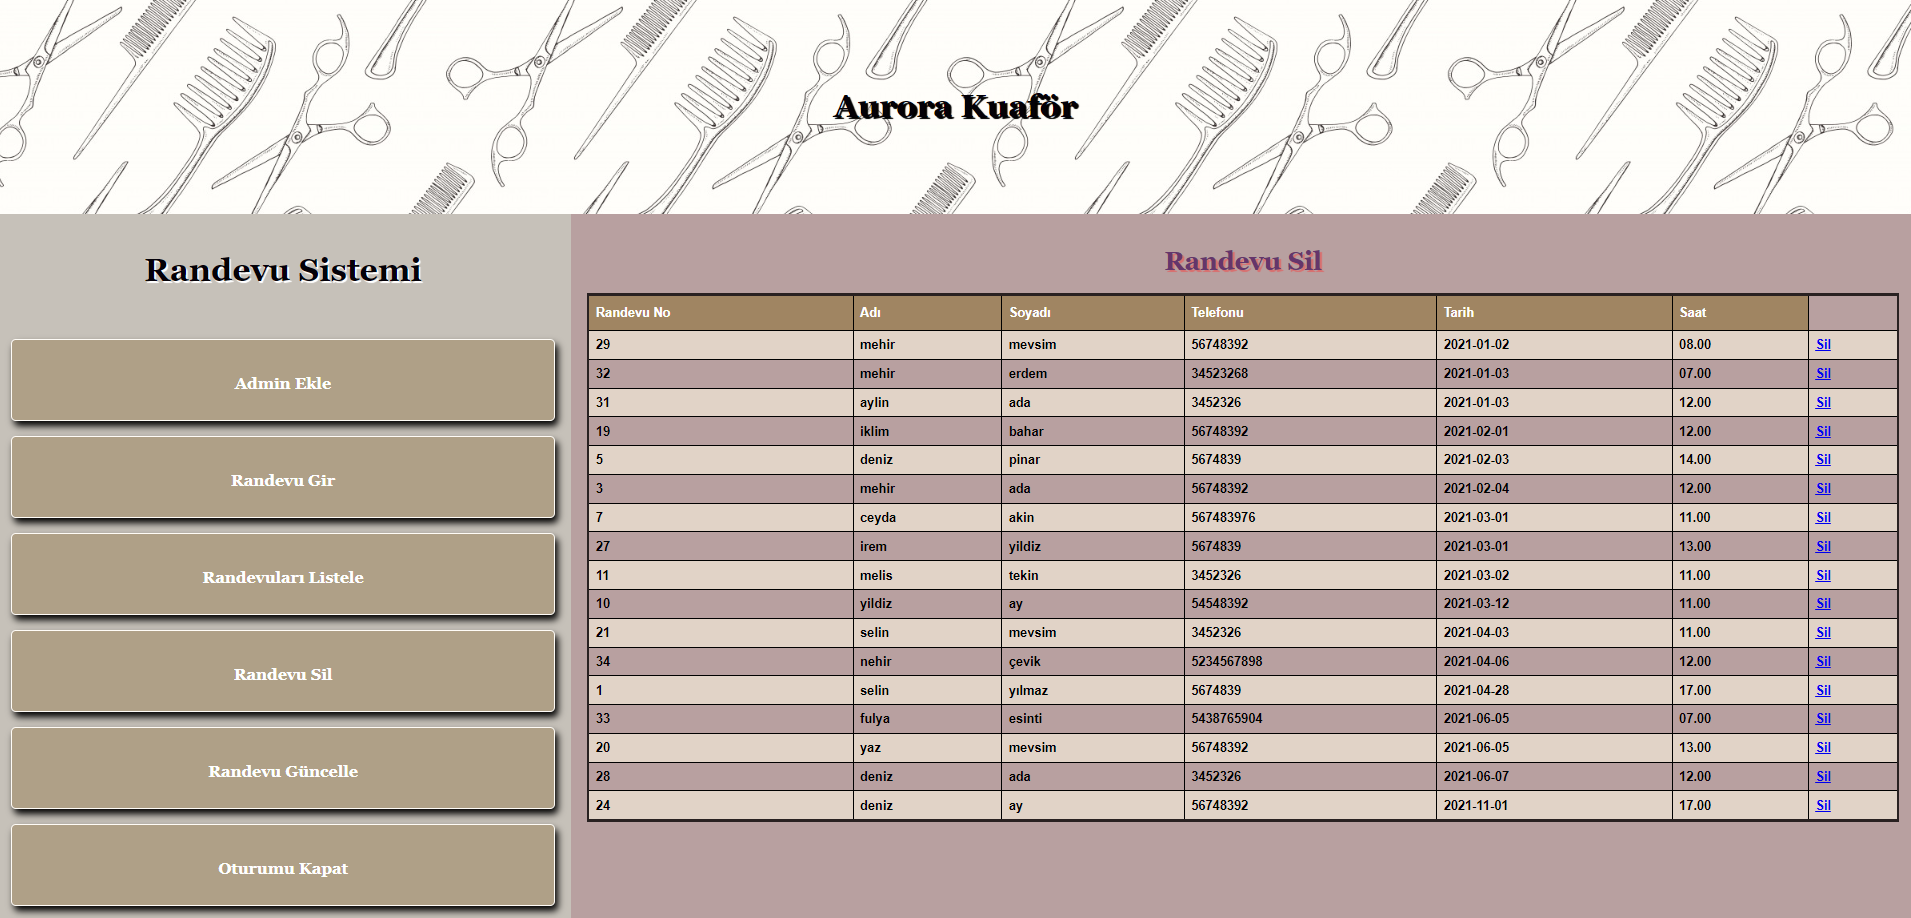 Aurora Kuaför
Randevu Sistemi
Admin Ekle
Randevu Gir
Randevuları Listele
Randevu Sil
Randevu Güncelle
Oturumu Kapat
Randevu Sil
Randevu No Adı Soyadı Telefonu Tarih Saat
29 mehir mevsim 56748392 2021-01-02 08.00 Sil
32 mehir erdem 34523268 2021-01-03 07.00 Sil
31 aylin ada 3452326 2021-01-03 12.00 Sil
19 iklim bahar 56748392 2021-02-01 12.00 Sil
5 deniz pinar 5674839 2021-02-03 14.00 Sil
3 mehir ada 56748392 2021-02-04 12.00 Sil
7 ceyda akin 567483976 2021-03-01 11.00 Sil
27 irem yildiz 5674839 2021-03-01 13.00 Sil
11 melis tekin 3452326 2021-03-02 11.00 Sil
10 yildiz ay 54548392 2021-03-12 11.00 Sil
21 selin mevsim 3452326 2021-04-03 11.00 Sil
34 nehir çevik 5234567898 2021-04-06 12.00 Sil
1 selin yılmaz 5674839 2021-04-28 17.00 Sil
33 fulya esinti 5438765904 2021-06-05 07.00 Sil
20 yaz mevsim 56748392 2021-06-05 13.00 Sil
28 deniz ada 3452326 2021-06-07 12.00 Sil
24 deniz ay 56748392 2021-11-01 17.00 Sil